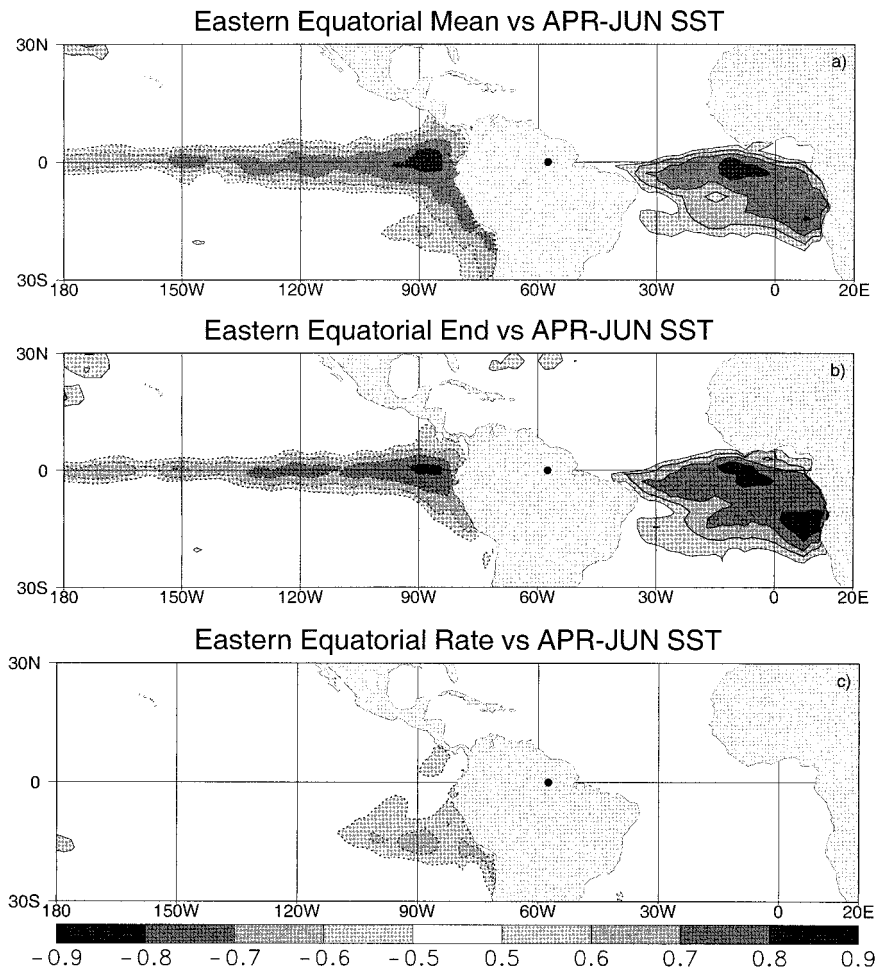 Eastern Equatorial Mean vs APR-JUN SST
30N
a)
0
30S
180 150W 120W 90W 60W 30W 0 20E
Eastern Equatorial End vs APR-JUN SST
30N
b)
0
30S
180 150W 120W 90W 60W 30W 0 20E
Eastern Equatorial Rate vs APR-JUN SST
30N
c)
0
30S
180 150W 120W 90W 60W 30W 0 20E
-0.9 -0.8 -0.7 -0.6 -0.5 0.5 0.6 0.7 0.8 0.9